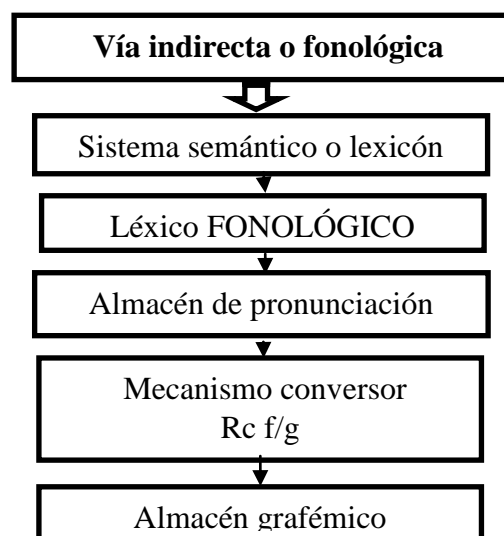 Vía indirecta o fonológica
Sistema semántico o lexicón
Léxico FONOLÓGICO
Almacén de pronunciación
Mecanismo conversor
Rc f/g
Almacén grafémico